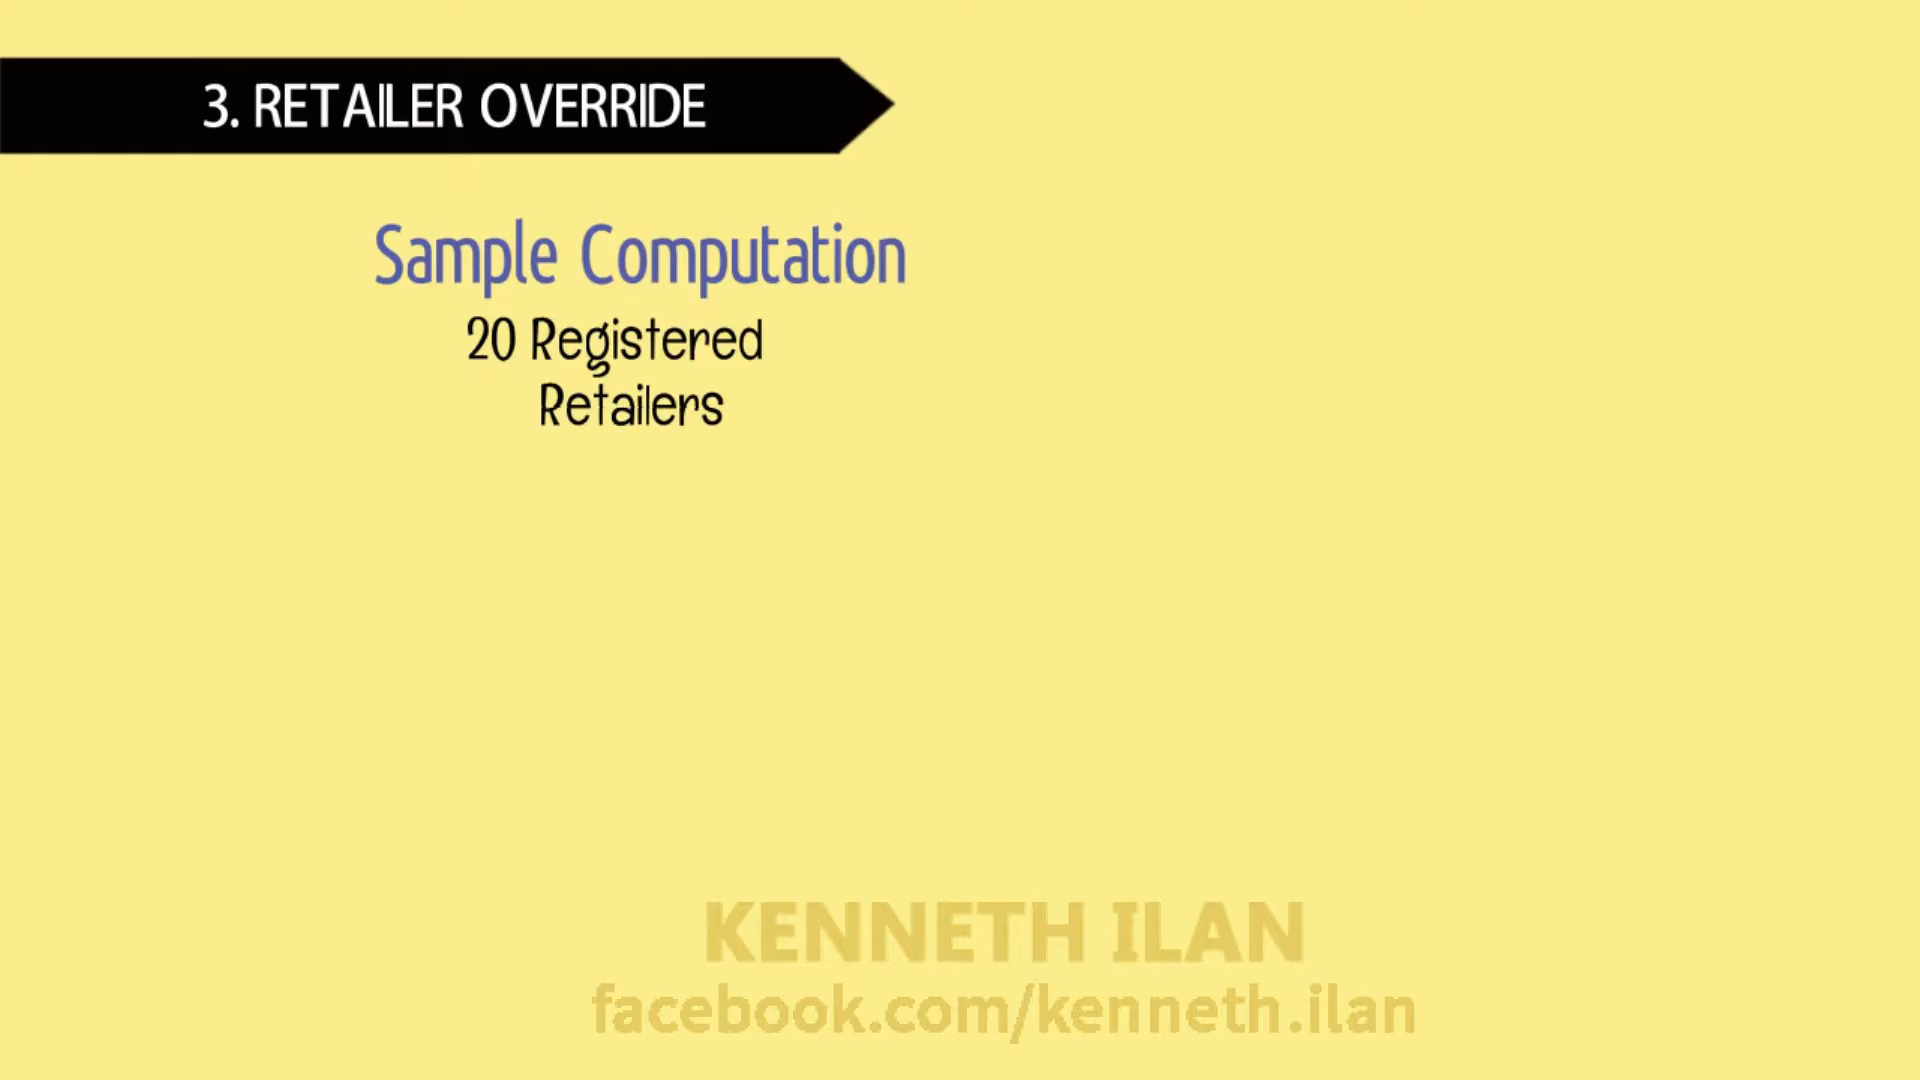 3. RETAILER OVERRIDE
Sample Computation
20 Registered
Retailers
KENNETH ILAN
facebook.com/kenneth.ilan